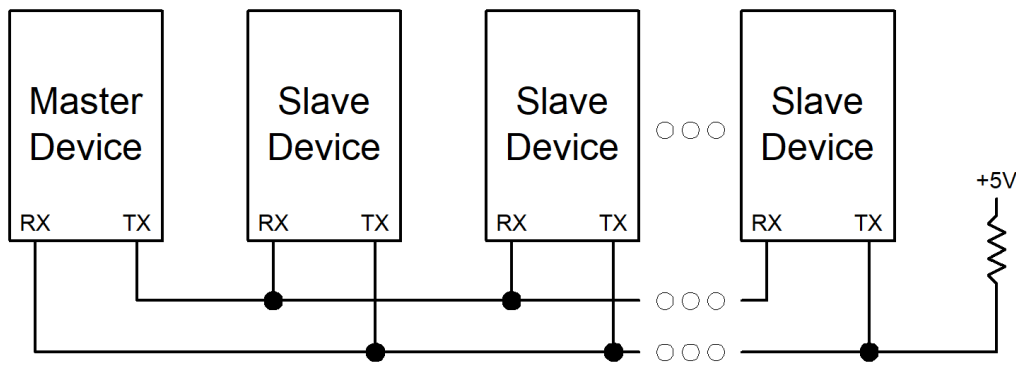 Master
Device
Slave
Device
Slave
Device
Slave
Device
+5V
RX TX
RX TX
RX TX
RX TX